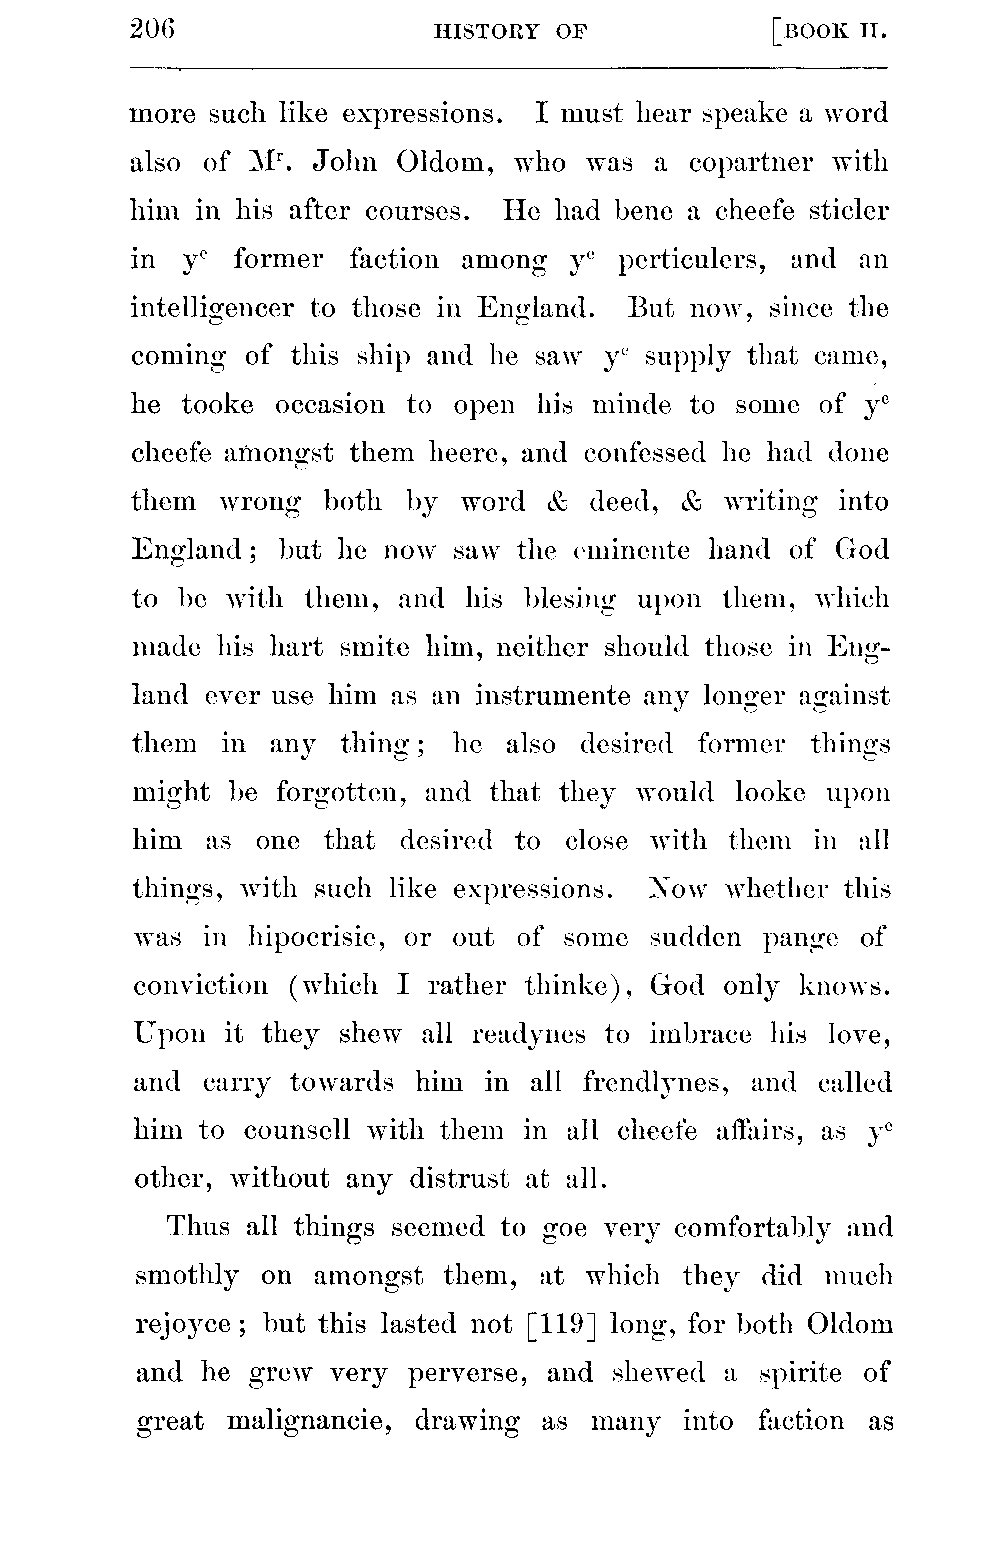 206 HISTORY OF [BOOK II.
more such like expressions. I must hear speake a word
also of Mʳ. John Oldom, who was a copartner with
him in his after courses. He had bene a cheefe sticler
in yᵉ former faction among yᵉ perticulers, and an
intelligencer to those in England. But now, since the
coming of this ship and he saw yᵉ supply that came,
he tooke occasion to open his minde to some of yᵉ
cheefe am̃ongst them heere, and confessed he had done
them wrong both by word & deed, & writing into
England; but he now saw the eminente hand of God
to be with them, and his blesing upon them, which
made his hart smite him, neither should those in Eng-
land ever use him as an instrumente any longer against
them in any thing; he also desired former things
might be forgotten, and that they would looke upon
him as one that desired to close with them in all
things, with such like expressions. Now whether this
was in hipocrisie, or out of some sudden pange of
conviction (which I rather thinke), God only knows.
Upon it they shew all readynes to imbrace his love,
and carry towards him in all frendlynes, and called
him to counsell with them in all cheefe affairs, as yᵉ
other, without any distrust at all.
Thus all things seemed to goe very comfortably and
smothly on amongst them, at which they did much
rejoyce; but this lasted not [119] long, for both Oldom
and he grew very perverse, and shewed a spirite of
great malignancie, drawing as many into faction as